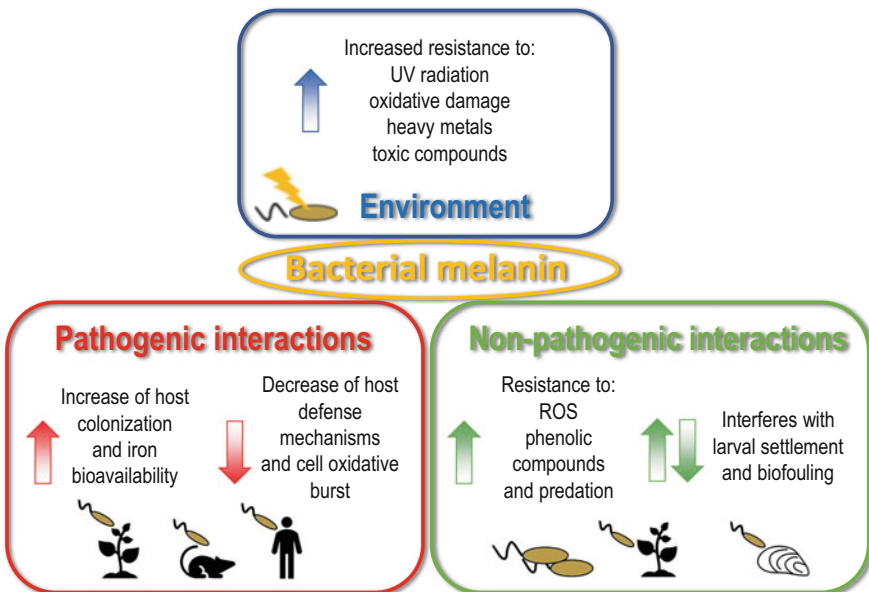 Increased resistance to:
UV radiation
oxidative damage
heavy metals
toxic compounds
Environment
Bacterial melanin
Pathogenic interactions
Increase of host
colonization
and iron
bioavailability
Decrease of host
defense
mechanisms
and cell oxidative
burst
Non-pathogenic interactions
Resistance to:
ROS
phenolic
compounds
and predation
Interferes with
larval settlement
and biofouling